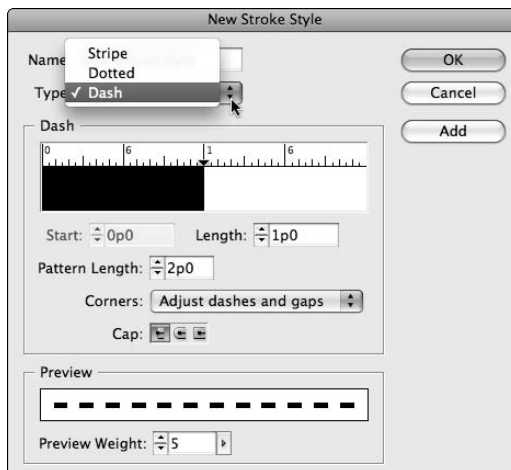 New Stroke Style
Name
Stripe
Dotted
Type ✓ Dash
OK
Cancel
Add
Dash
0 6 1 6
Start: 0p0 Length: 1p0
Pattern Length: 2p0
Corners: Adjust dashes and gaps
Cap:
Preview
Preview Weight: 5